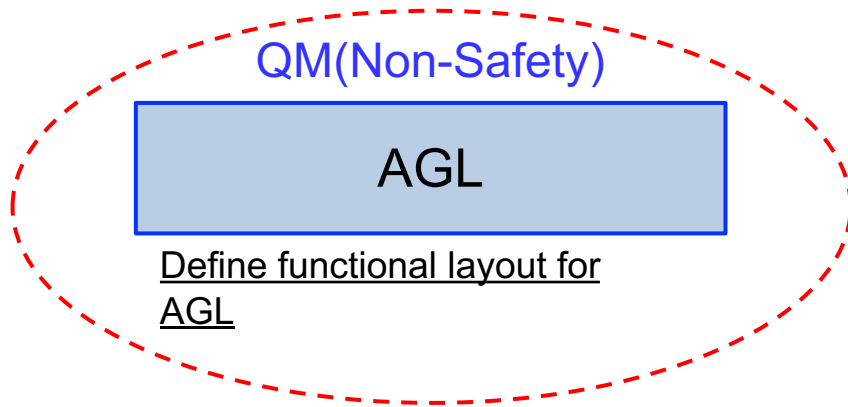 QM(Non-Safety)
AGL
Define functional layout for
AGL